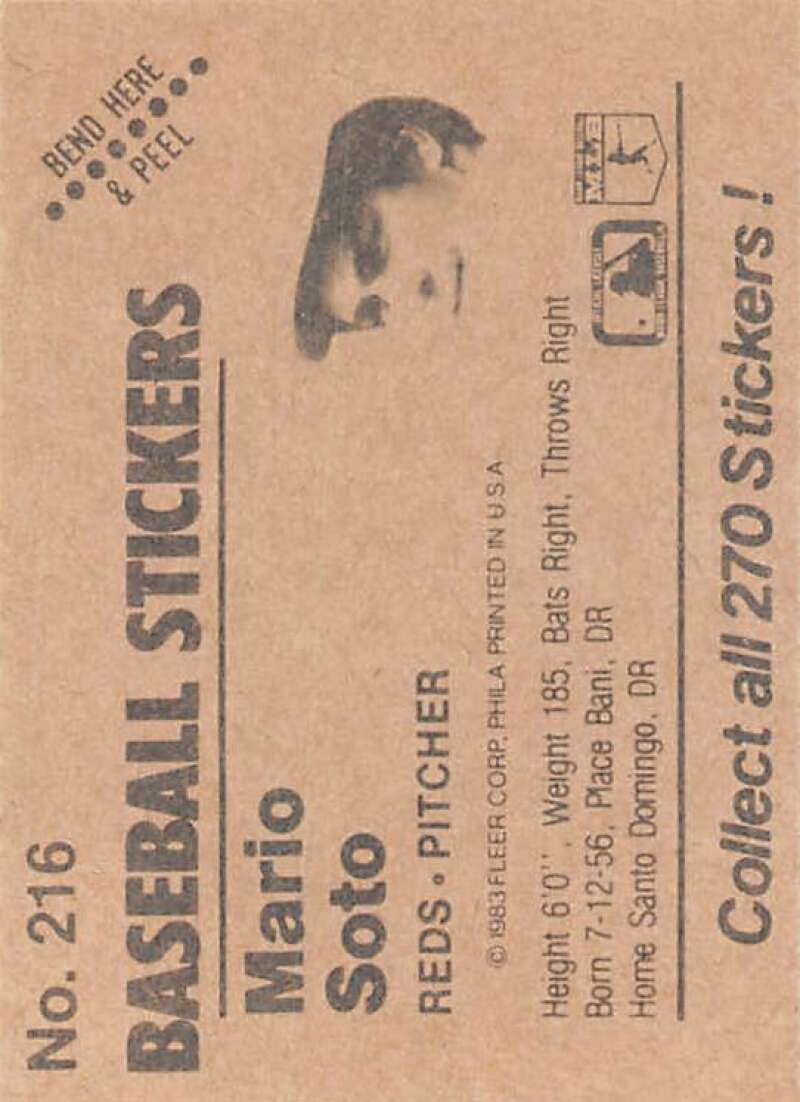 No. 216
BEND HERE
& PEEL
BASEBALL STICKERS
Mario
Soto
REDS • PITCHER
© 1983 FLEER CORP. PHILA PRINTED IN U.S.A
Height 6'0'', Weight 185, Bats Right, Throws Right
Born 7-12-56, Place Bani, DR
Home Santo Domingo, DR
Collect all 270 Stickers!